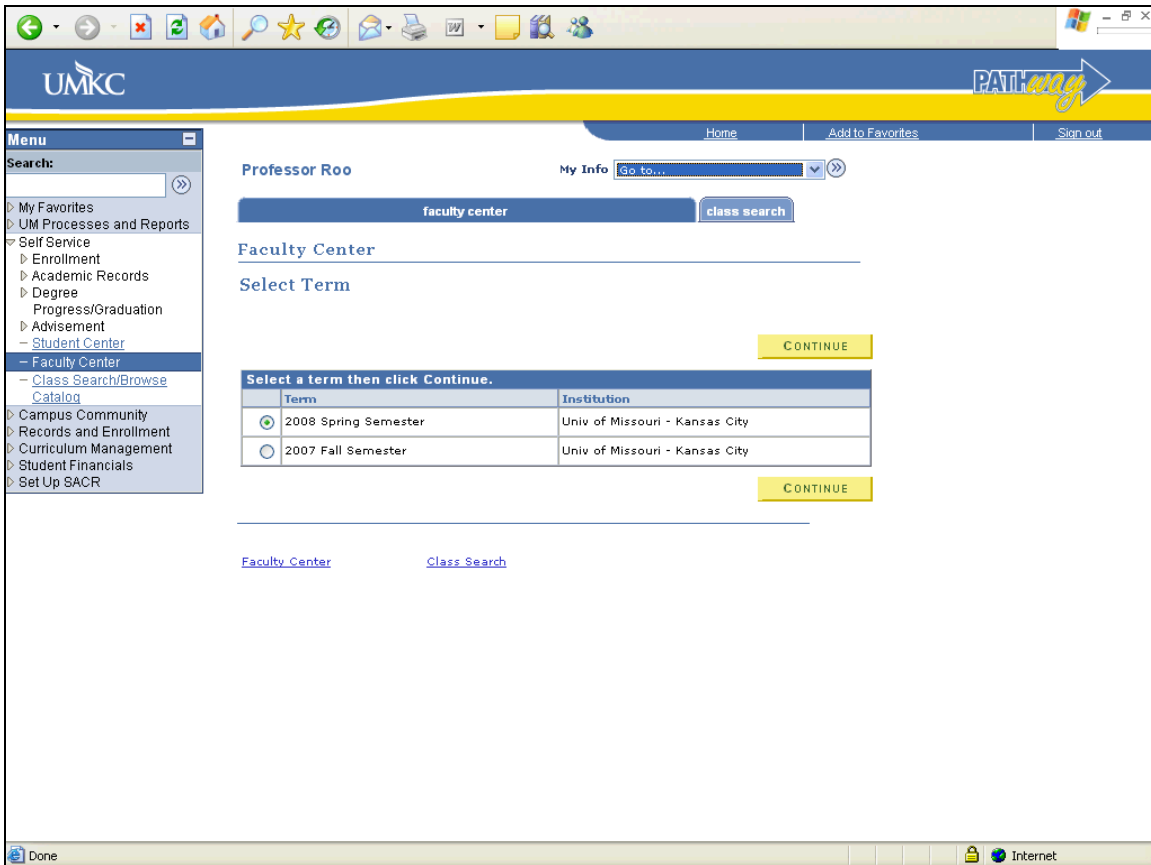 UMKC
PATHway
Home
Add to Favorites
Sign out
Menu
Search:
My Favorites
UM Processes and Reports
Self Service
Enrollment
Academic Records
Degree
Progress/Graduation
Advisement
Student Center
Faculty Center
Class Search/Browse
Catalog
Campus Community
Records and Enrollment
Curriculum Management
Student Financials
Set Up SACR
Professor Roo
My Info Go to...
faculty center
class search
Faculty Center
Select Term
CONTINUE
Select a term then click Continue.
Term Institution
2008 Spring Semester Univ of Missouri - Kansas City
2007 Fall Semester Univ of Missouri - Kansas City
CONTINUE
Faculty Center Class Search
Done Internet